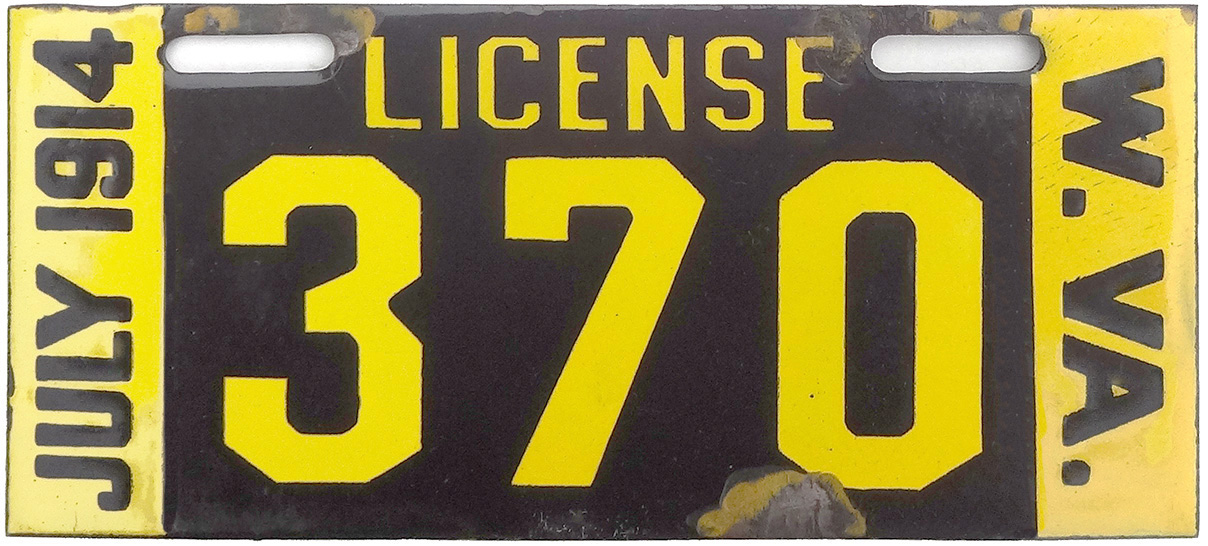 JULY 1914
LICENSE
370
W. VA.